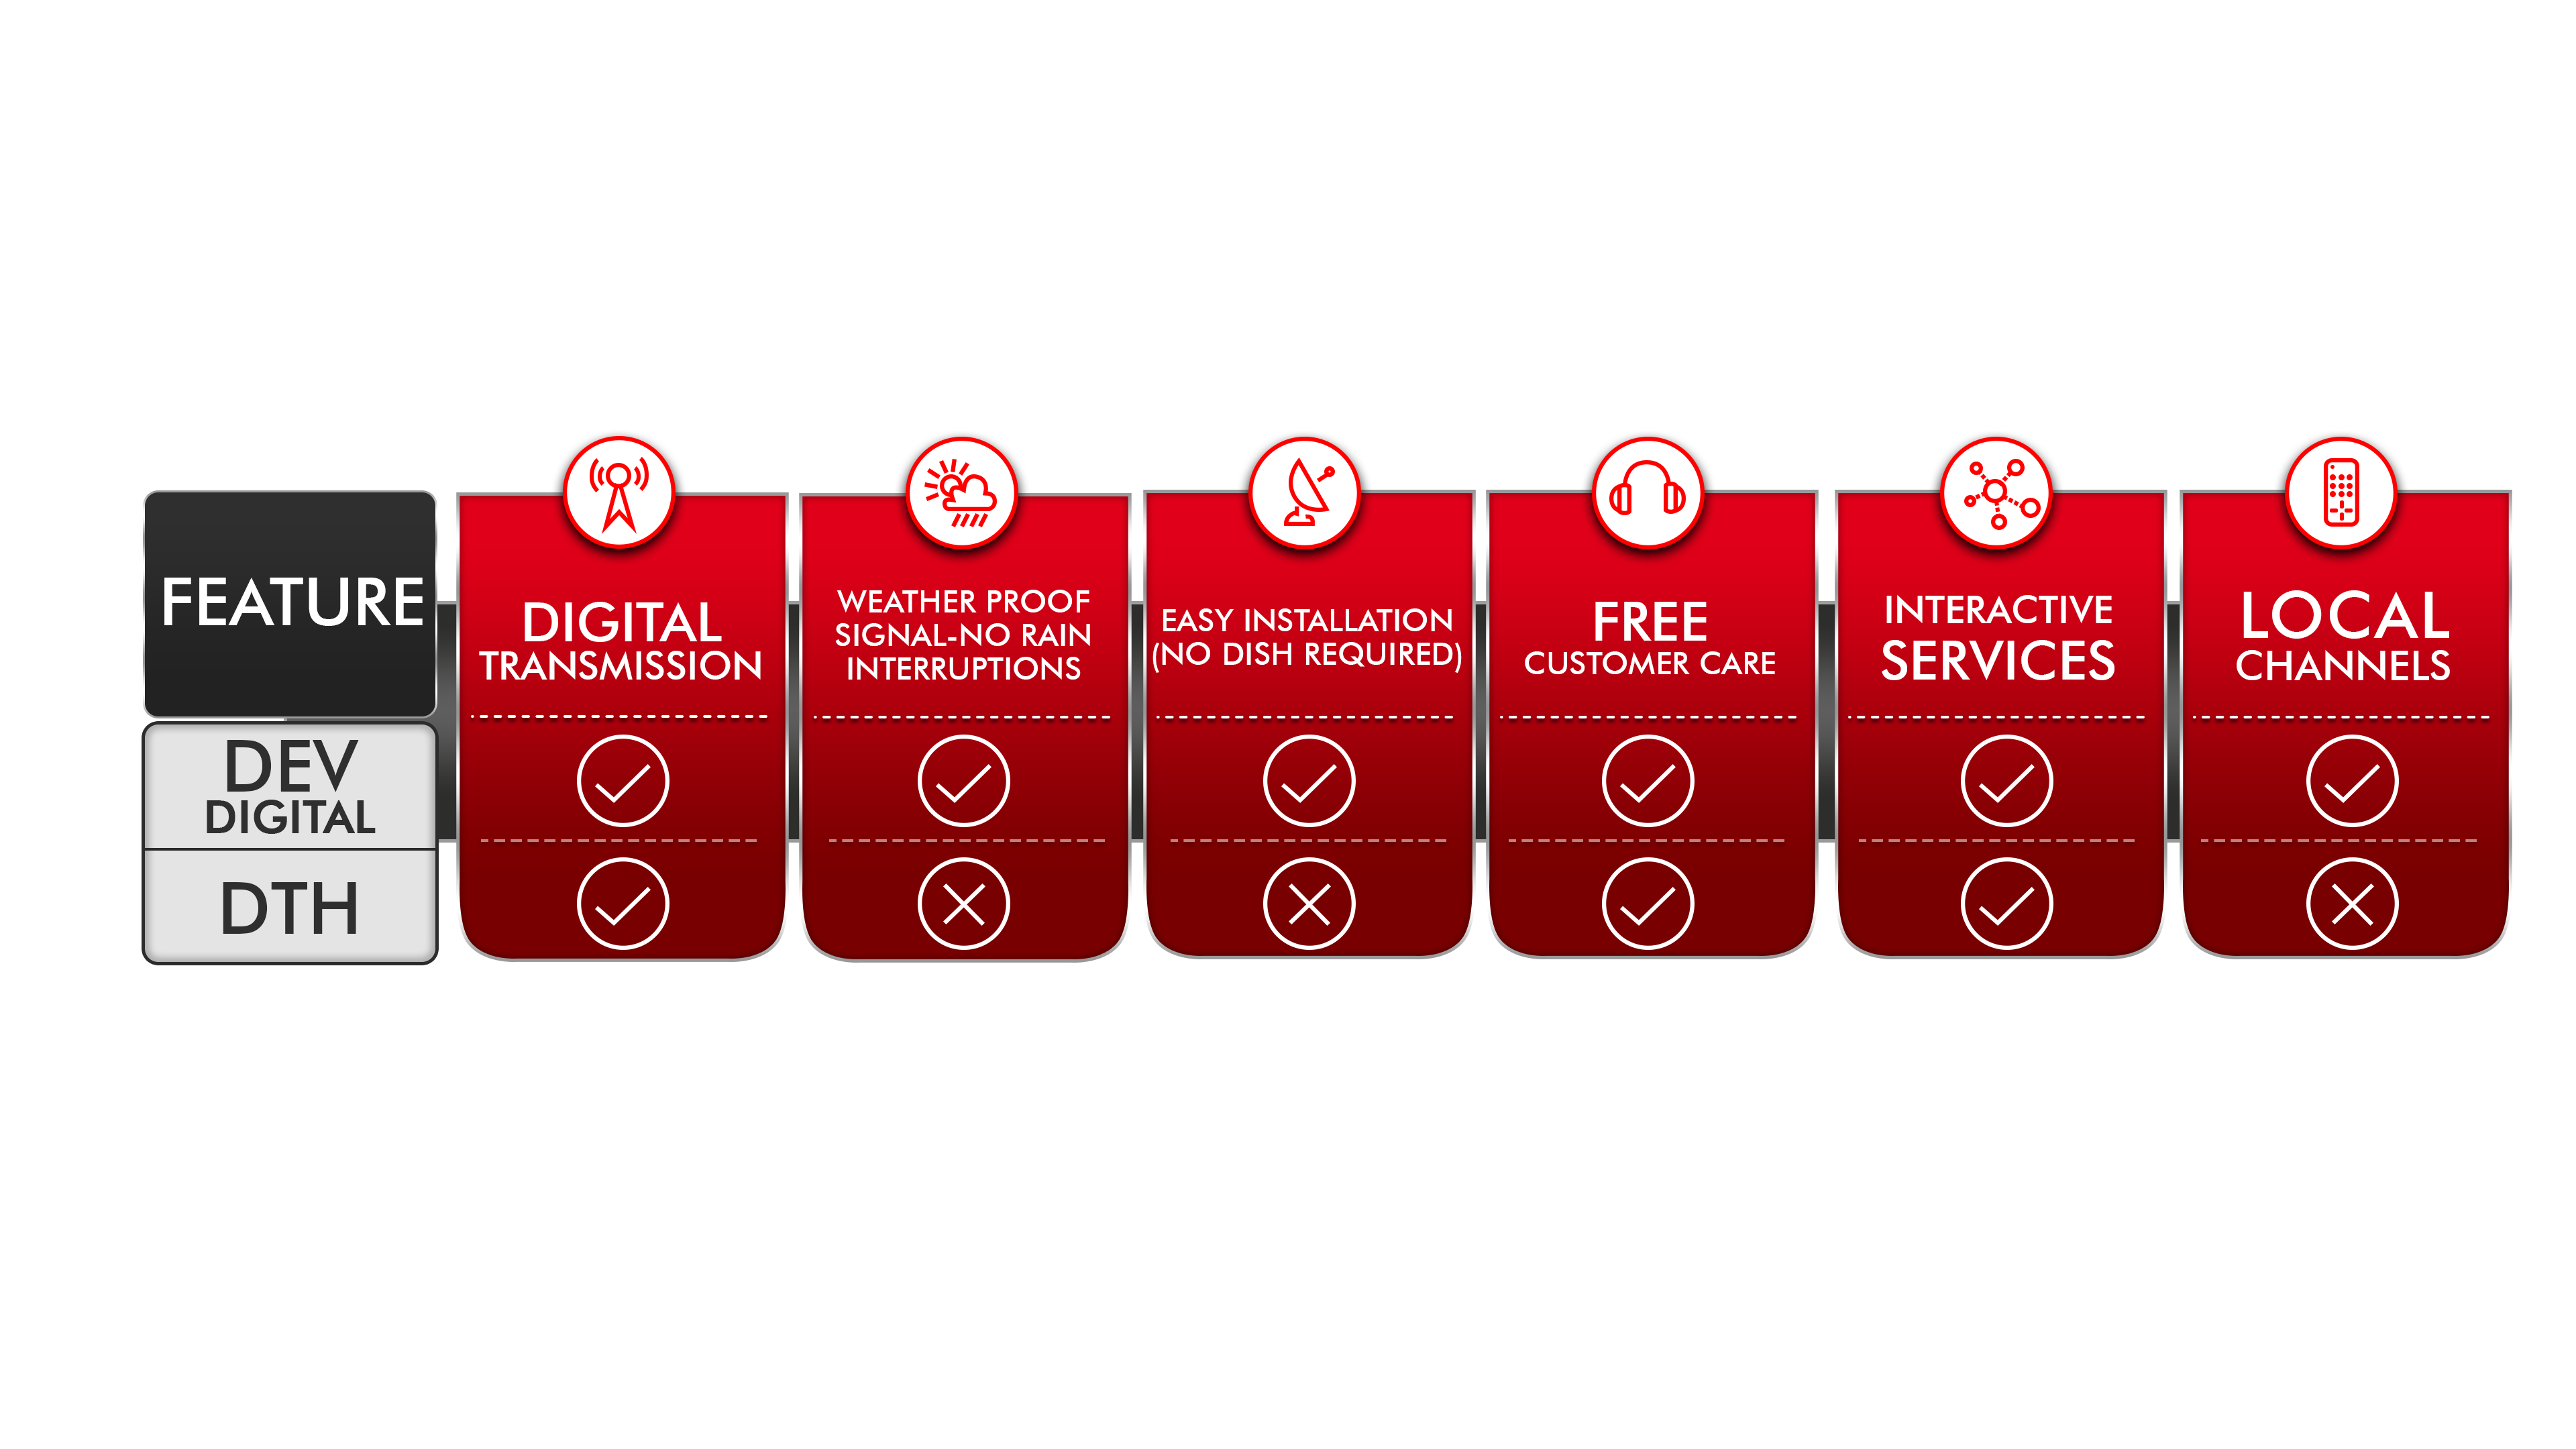 FEATURE
DIGITAL
TRANSMISSION
WEATHER PROOF
SIGNAL-NO RAIN
INTERRUPTIONS
EASY INSTALLATION
(NO DISH REQUIRED)
FREE
CUSTOMER CARE
INTERACTIVE
SERVICES
LOCAL
CHANNELS
DEV
DIGITAL
DTH